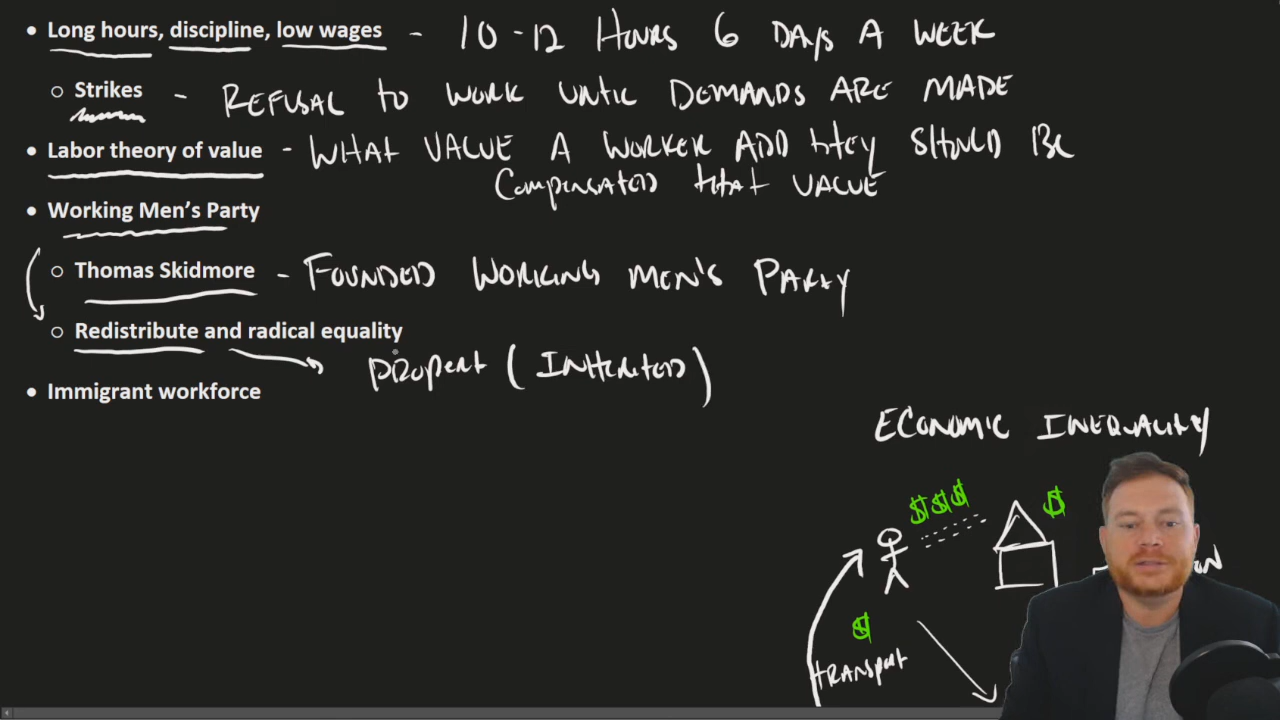 • Long hours, discipline, low wages - 10-12 HOURS 6 DAYS A WEEK
○ Strikes - REFUSAL to WORK UNTIL DEMANDS ARE MADE
• Labor theory of value - WHAT VALUE A WORKER ADD thEy SHOULD BE
COMPENSATED thAt VALUE
• Working Men's Party
○ Thomas Skidmore - FOUNDED WORKING MEN'S PARty
○ Redistribute and radical equality
PROPERt (INHERITED)
• Immigrant workforce
ECONOMIC INEQUALITY
$$$ $
$
tRANSPORt